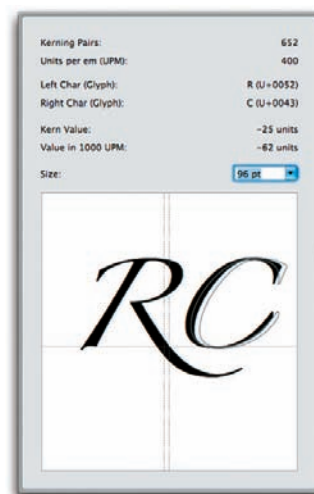 Kerning Pairs: 652
Units per em (UPM): 400
Left Char (Glyph): R (U+0052)
Right Char (Glyph): C (U+0043)
Kern Value: -25 units
Value in 1000 UPM: -62 units
Size: 96 pt
RC